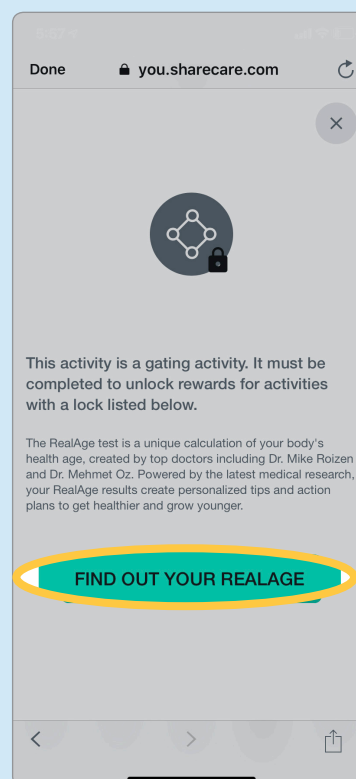 Done you.sharecare.com
This activity is a gating activity. It must be
completed to unlock rewards for activities
with a lock listed below.
The RealAge test is a unique calculation of your body's
health age, created by top doctors including Dr. Mike Roizen
and Dr. Mehmet Oz. Powered by the latest medical research,
your RealAge results create personalized tips and action
plans to get healthier and grow younger.
FIND OUT YOUR REALAGE